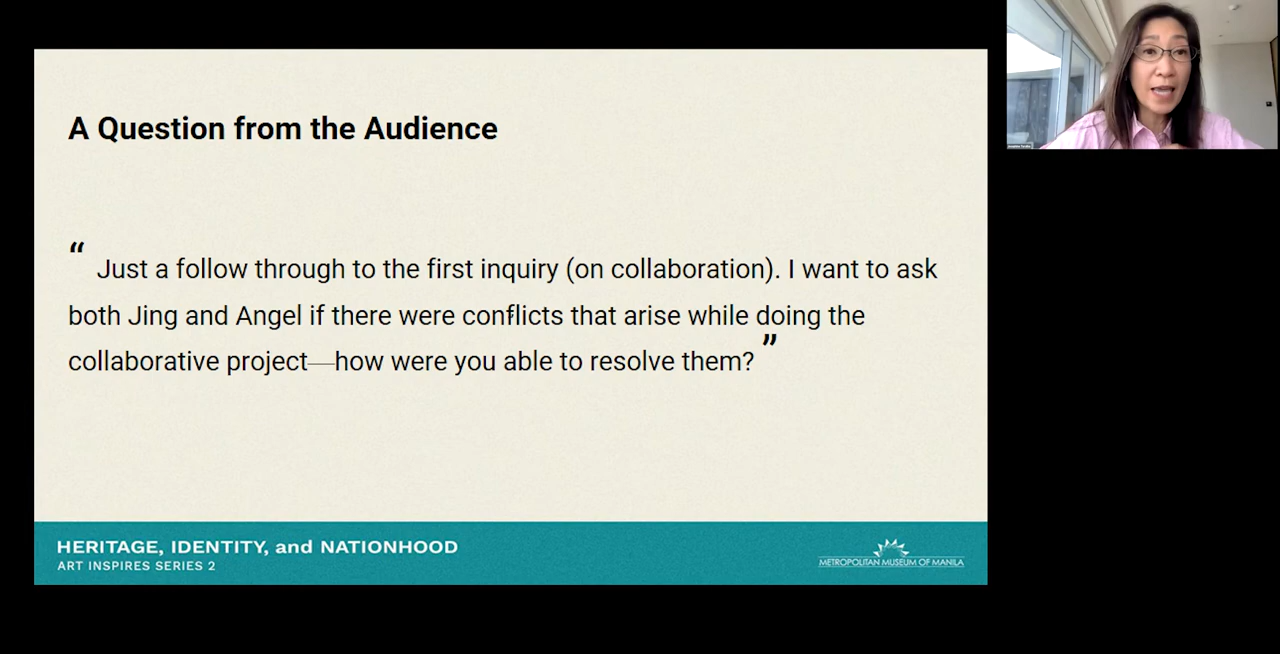 A Question from the Audience
“ Just a follow through to the first inquiry (on collaboration). I want to ask
both Jing and Angel if there were conflicts that arise while doing the
collaborative project—how were you able to resolve them? ”
HERITAGE, IDENTITY, and NATIONHOOD
ART INSPIRES SERIES 2
METROPOLITAN MUSEUM OF MANILA